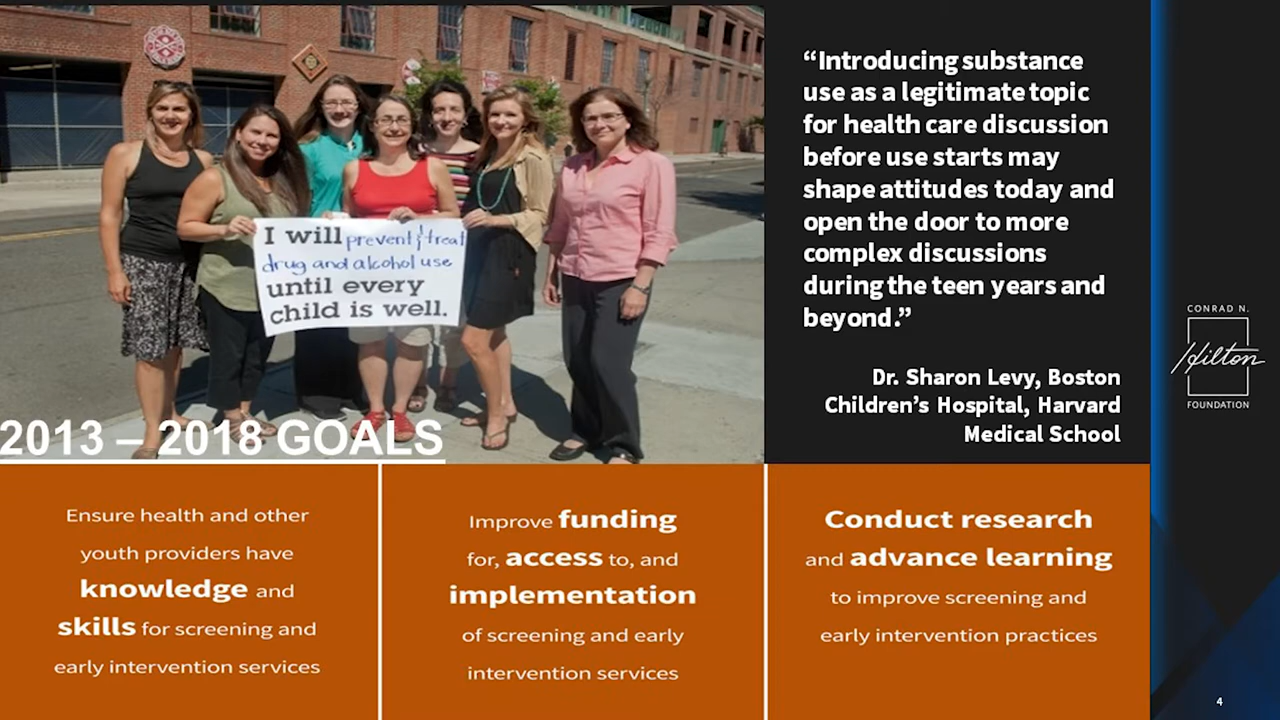 I will prevent & treat
drug and alcohol use
until every
child is well.
2013 – 2018 GOALS
“Introducing substance
use as a legitimate topic
for health care discussion
before use starts may
shape attitudes today and
open the door to more
complex discussions
during the teen years and
beyond.”
Dr. Sharon Levy, Boston
Children’s Hospital, Harvard
Medical School
CONRAD N.
Hilton
FOUNDATION
Ensure health and other
youth providers have
knowledge and
skills for screening and
early intervention services
Improve funding
for, access to, and
implementation
of screening and early
intervention services
Conduct research
and advance learning
to improve screening and
early intervention practices
4